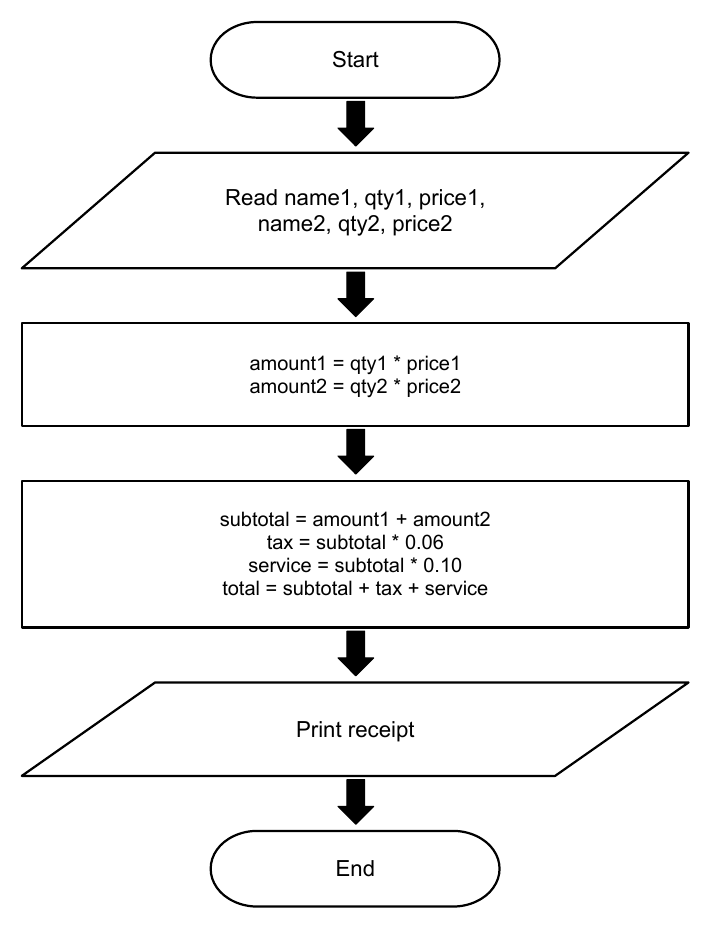 Start
Read name1, qty1, price1,
name2, qty2, price2
amount1 = qty1 * price1
amount2 = qty2 * price2
subtotal = amount1 + amount2
tax = subtotal * 0.06
service = subtotal * 0.10
total = subtotal + tax + service
Print receipt
End